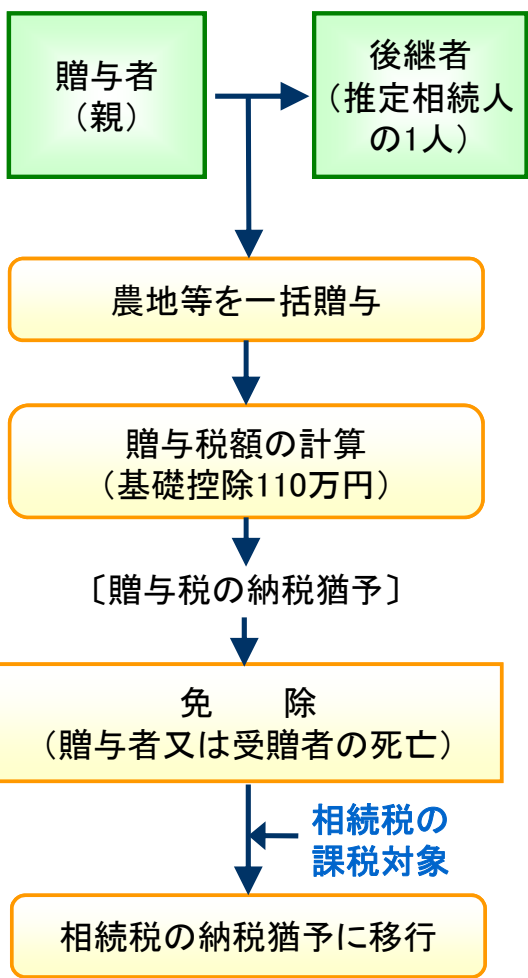 贈与者
（親）
後継者
（推定相続人
の1人）
農地等を一括贈与
贈与税額の計算
（基礎控除110万円）
〔贈与税の納税猶予〕
免　　除
（贈与者又は受贈者の死亡）
相続税の
課税対象
相続税の納税猶予に移行